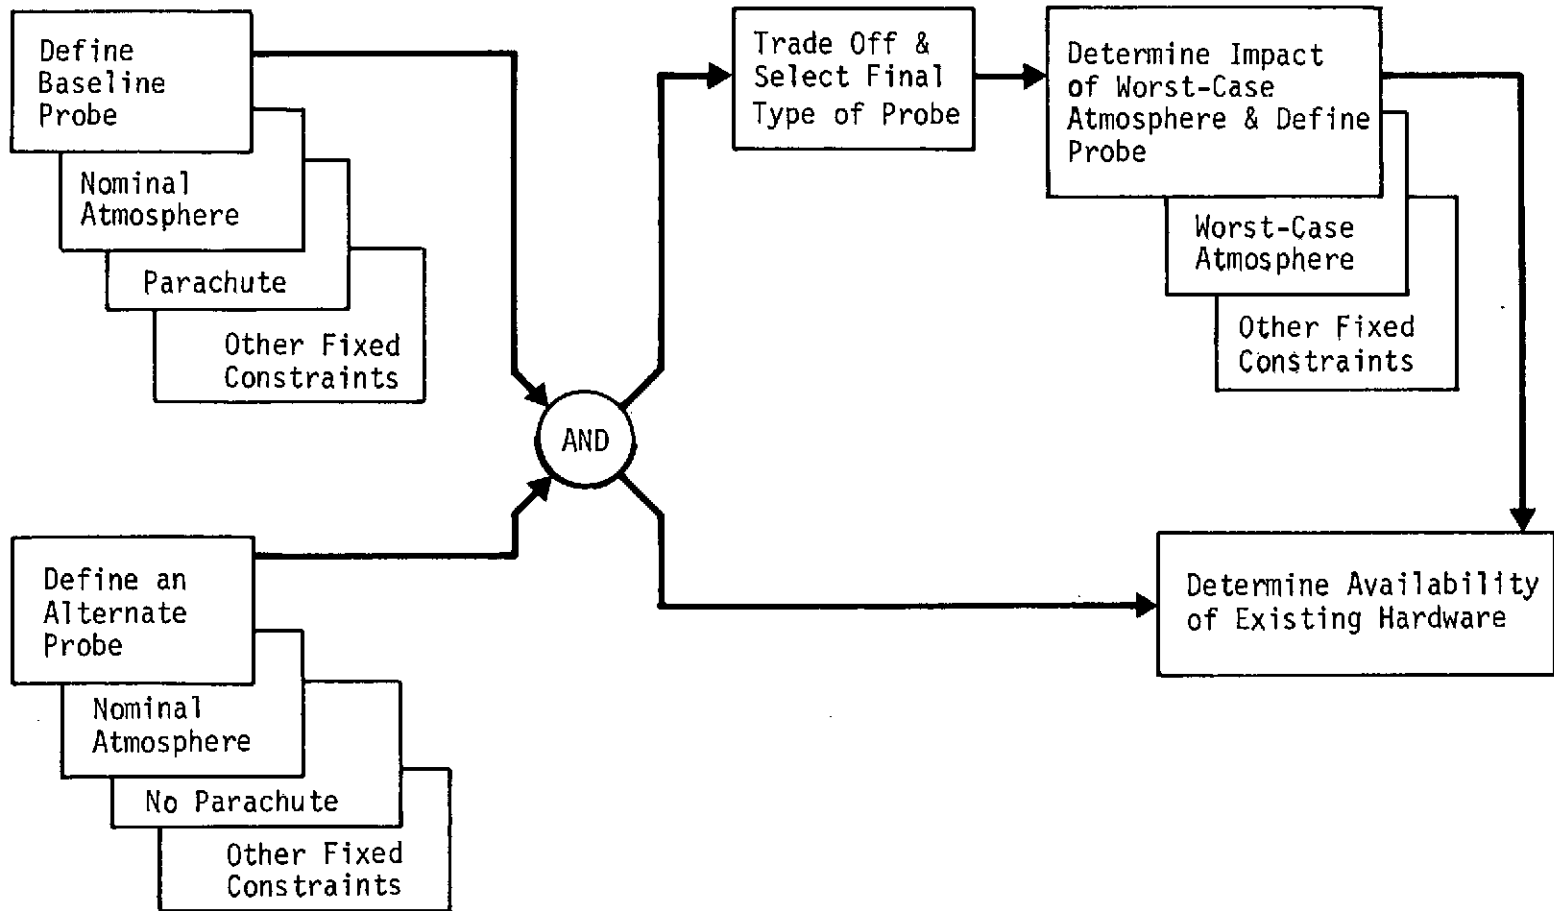 Define
Baseline
Probe
Nominal
Atmosphere
Parachute
Other Fixed
Constraints
AND
Trade Off &
Select Final
Type of Probe
Determine Impact
of Worst-Case
Atmosphere & Define
Probe
Worst-Case
Atmosphere
Other Fixed
Constraints
Define an
Alternate
Probe
Nominal
Atmosphere
No Parachute
Other Fixed
Constraints
Determine Availability
of Existing Hardware